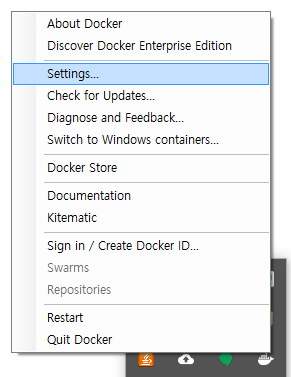 About Docker
Discover Docker Enterprise Edition
Settings...
Check for Updates...
Diagnose and Feedback...
Switch to Windows containers...
Docker Store
Documentation
Kitematic
Sign in / Create Docker ID...
Swarms
Repositories
Restart
Quit Docker